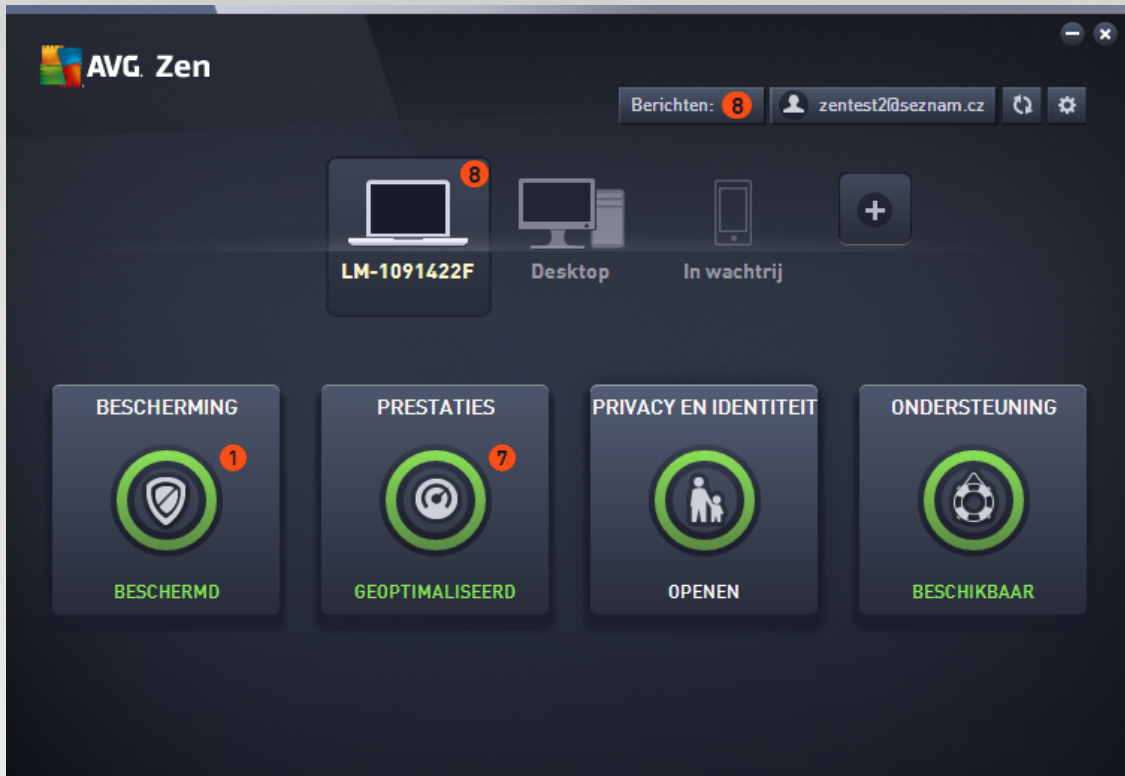 AVG. Zen
Berichten: 8
zentest2@seznam.cz
8
LM-1091422F
Desktop
In wachtrij
BESCHERMING
1
BESCHERMD
PRESTATIES
7
GEOPTIMALISEERD
PRIVACY EN IDENTITEIT
OPENEN
ONDERSTEUNING
BESCHIKBAAR